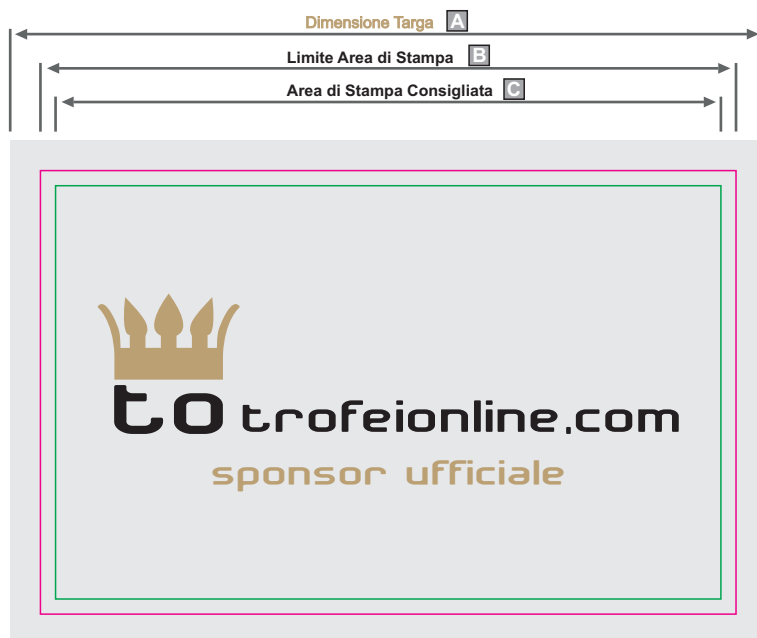 Dimensione Targa A
Limite Area di Stampa B
Area di Stampa Consigliata C
to trofeionline.com
sponsor ufficiale